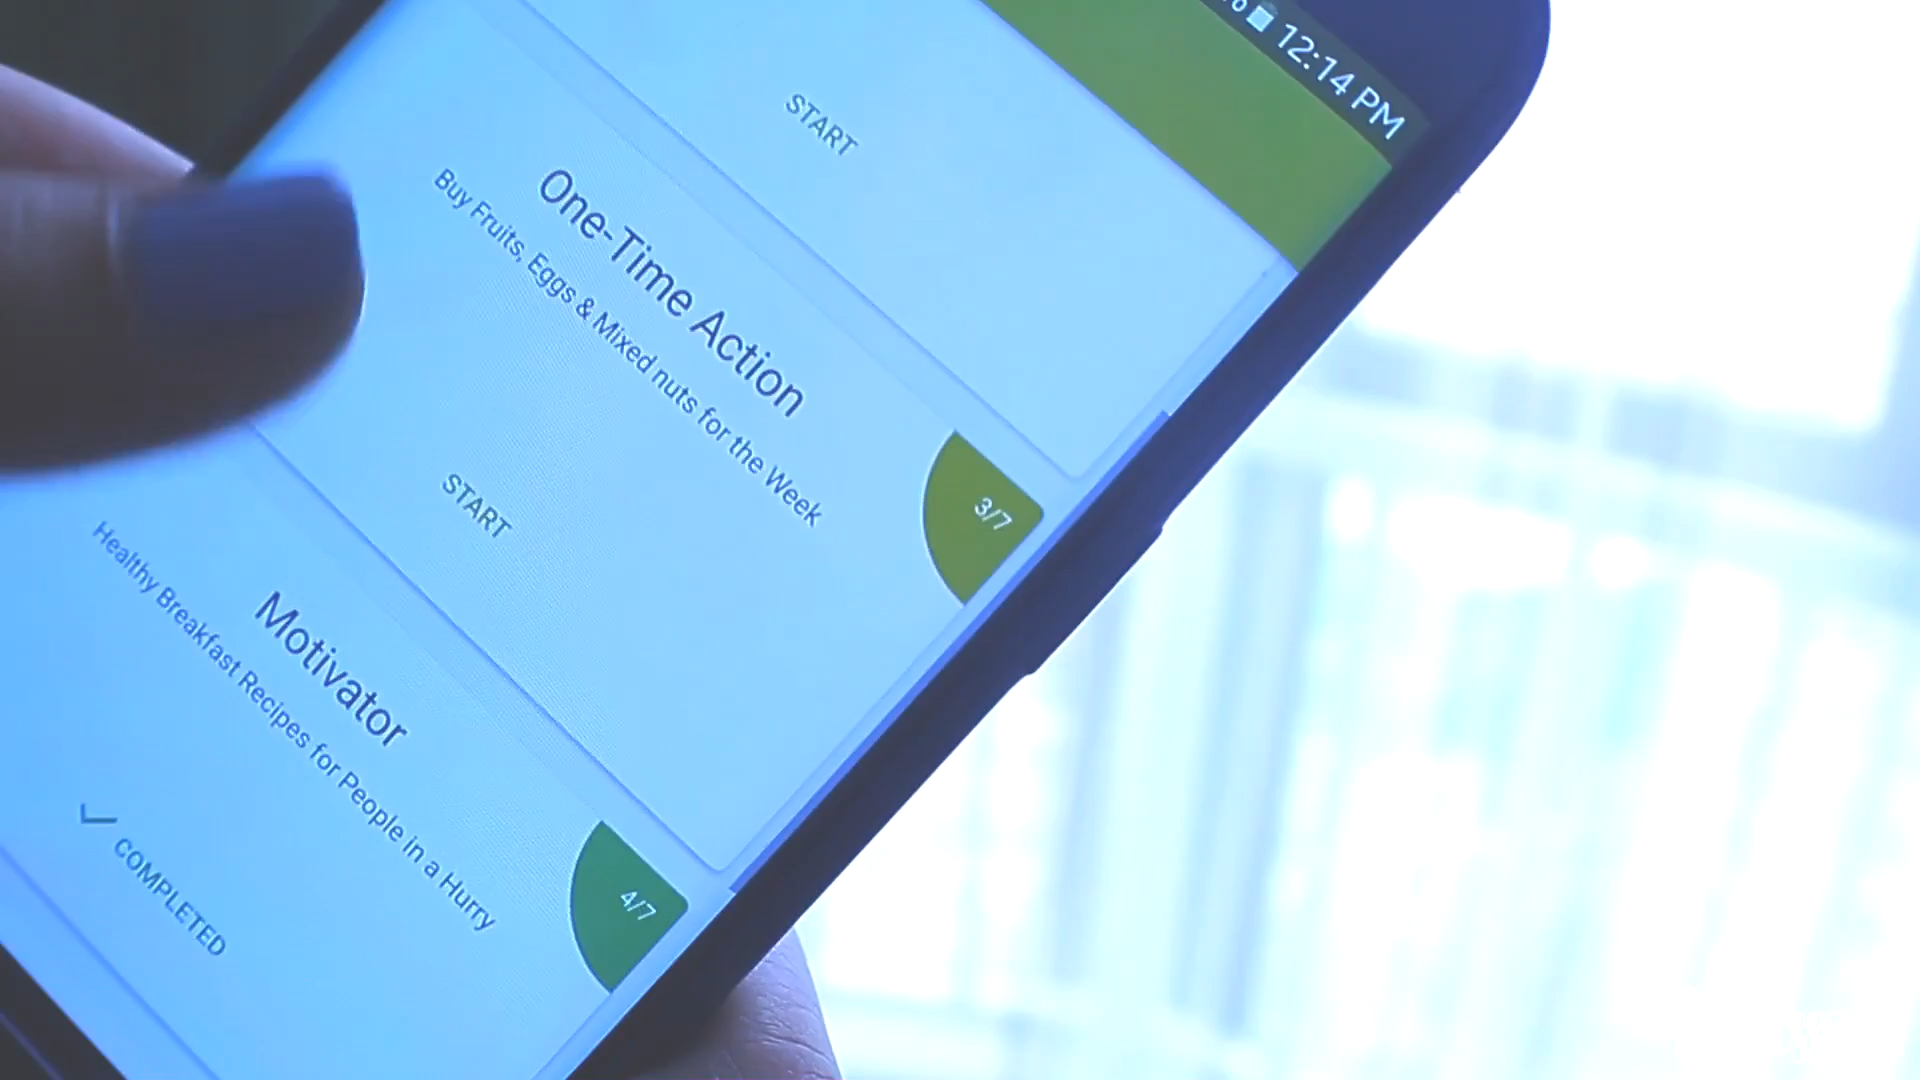 12:14 PM
START
One-Time Action
Buy Fruits, Eggs & Mixed nuts for the Week
3/7
START
Motivator
Healthy Breakfast Recipes for People in a Hurry
4/7
COMPLETED